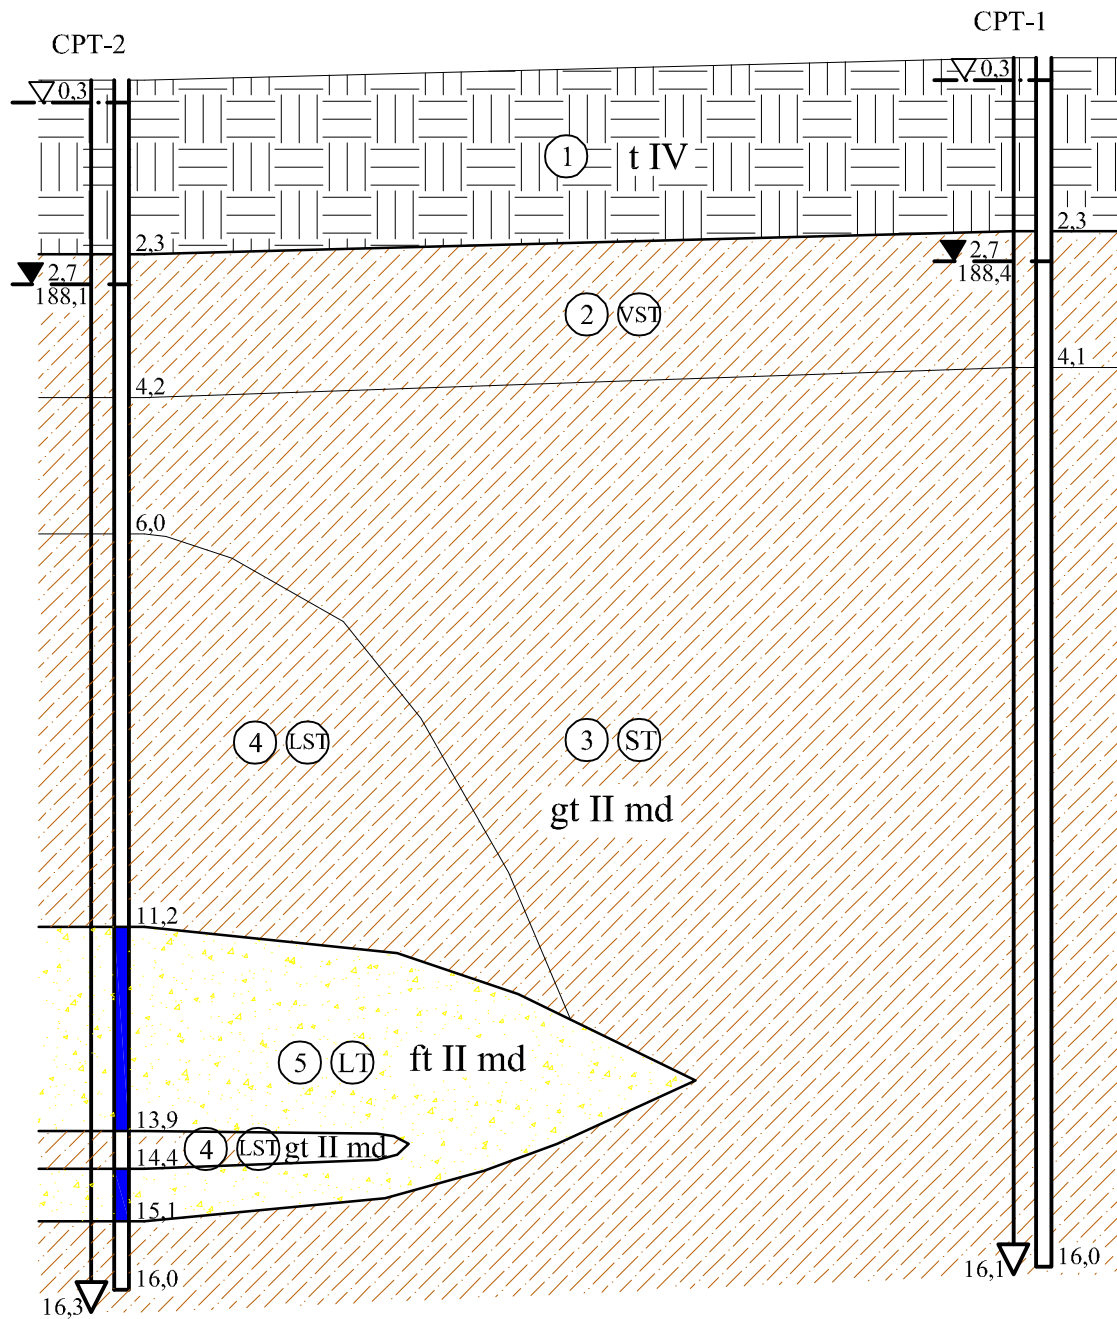 CPT-1
CPT-2
0,3
0,3
1 t IV
2,3
2,3
2,7
188,4
2,7
188,1
2 VST
4,1
4,2
6,0
4 LST
3 ST
gt II md
11,2
5 LT ft II md
13,9
4 LST gt II md
14,4
15,1
16,0
16,1
16,0
16,3